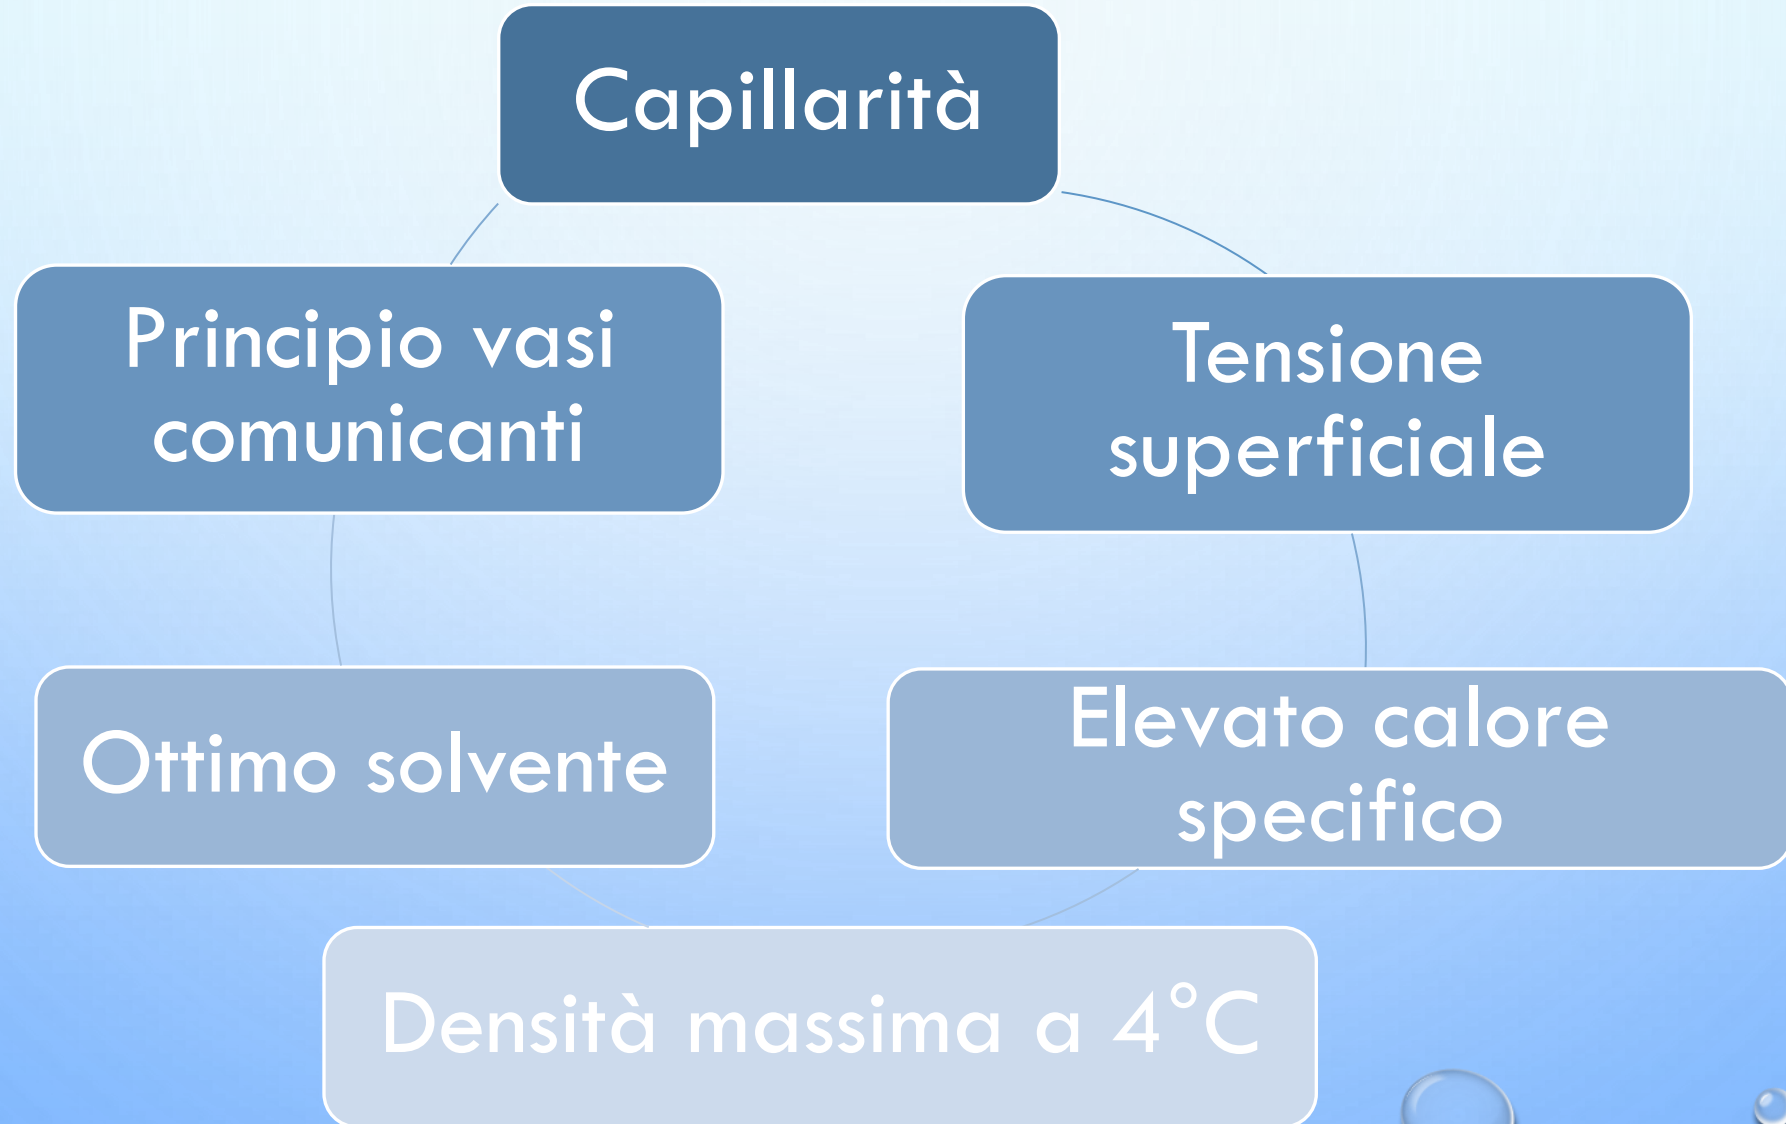 Capillarità
Principio vasi
comunicanti
Tensione
superficiale
Ottimo solvente
Elevato calore
specifico
Densità massima a 4°C